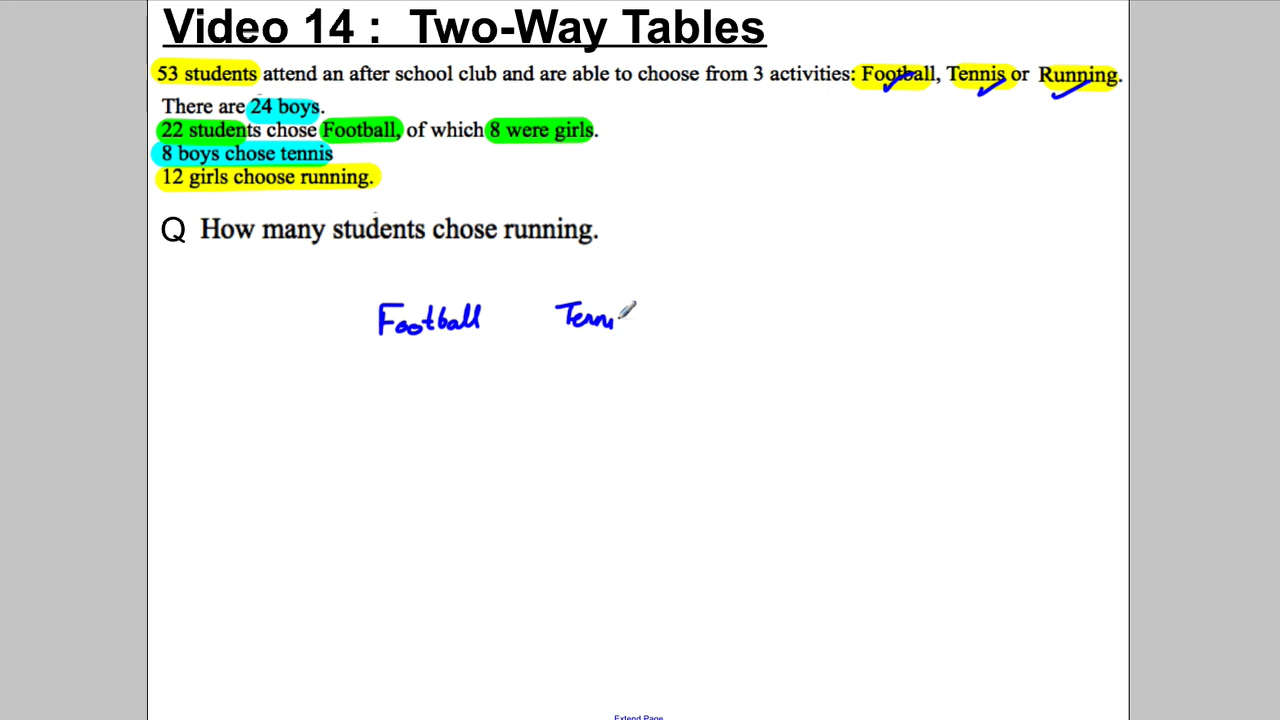 Video 14 : Two-Way Tables
53 students attend an after school club and are able to choose from 3 activities: Football, Tennis or Running.
There are 24 boys.
22 students chose Football, of which 8 were girls.
8 boys chose tennis
12 girls choose running.
Q How many students chose running.
Football Tenni
Extend Page